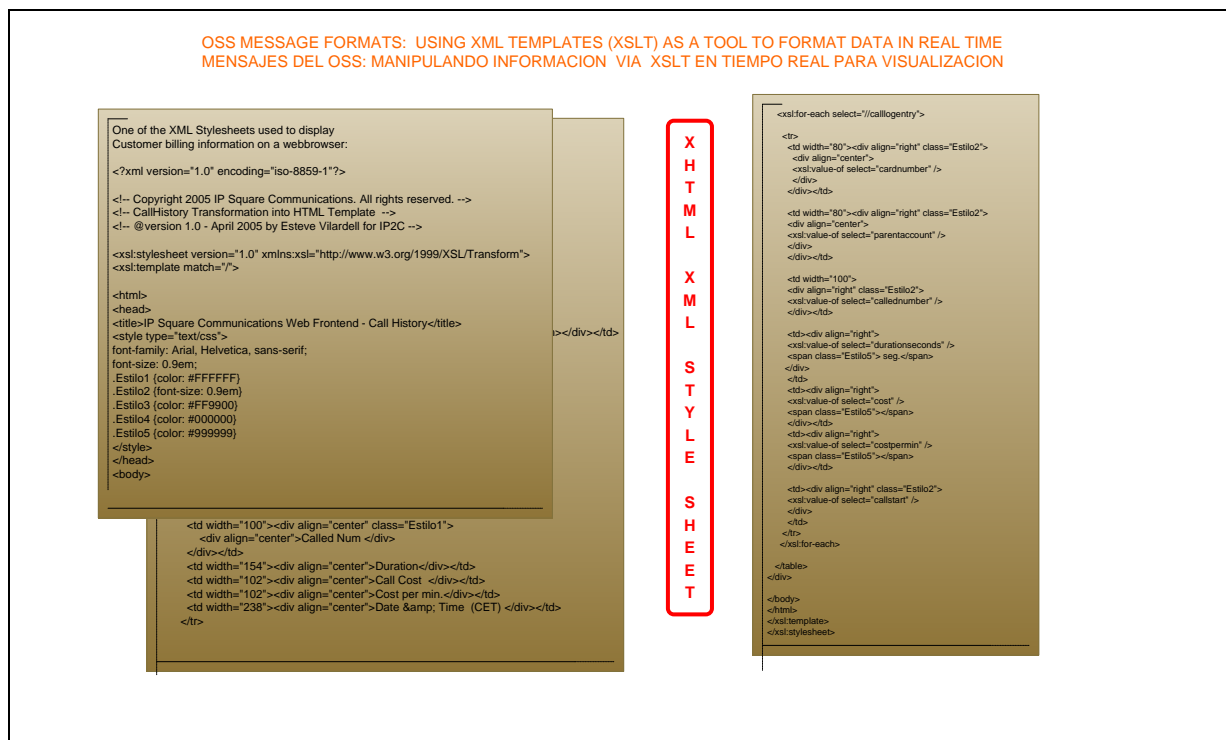 OSS MESSAGE FORMATS:  USING XML TEMPLATES (XSLT) AS A TOOL TO FORMAT DATA IN REAL TIME
MENSAJES DEL OSS: MANIPULANDO INFORMACION  VIA  XSLT EN TIEMPO REAL PARA VISUALIZACION
One of the XML Stylesheets used to display
Customer billing information on a webbrowser:
<?xml version="1.0" encoding="iso-8859-1"?>
<!-- Copyright 2005 IP Square Communications. All rights reserved. -->
<!-- CallHistory Transformation into HTML Template  -->
<!-- @version 1.0 - April 2005 by Esteve Vilardell for IP2C -->
<xsl:stylesheet version="1.0" xmlns:xsl="http://www.w3.org/1999/XSL/Transform">
<xsl:template match="/">
<html>
<head>
<title>IP Square Communications Web Frontend - Call History</title>
<style type="text/css">
font-family: Arial, Helvetica, sans-serif;
font-size: 0.9em;
.Estilo1 {color: #FFFFFF}
.Estilo2 {font-size: 0.9em}
.Estilo3 {color: #FF9900}
.Estilo4 {color: #000000}
.Estilo5 {color: #999999}
</style>
</head>
<body>
></div></td>
<td width="100"><div align="center" class="Estilo1">
<div align="center">Called Num </div>
</div></td>
<td width="154"><div align="center">Duration</div></td>
<td width="102"><div align="center">Call Cost  </div></td>
<td width="102"><div align="center">Cost per min.</div></td>
<td width="238"><div align="center">Date &amp; Time  (CET) </div></td>
</tr>
X
H
T
M
L
X
M
L
S
T
Y
L
E
S
H
E
E
T
<xsl:for-each select="//calllogentry">
<tr>
<td width="80"><div align="right" class="Estilo2">
<div align="center">
<xsl:value-of select="cardnumber" />
</div>
</div></td>
<td width="80"><div align="right" class="Estilo2">
<div align="center">
<xsl:value-of select="parentaccount" />
</div>
</div></td>
<td width="100">
<div align="right" class="Estilo2">
<xsl:value-of select="callednumber" />
</div></td>
<td><div align="right">
<xsl:value-of select="durationseconds" />
<span class="Estilo5"> seg.</span>
</div>
</td>
<td><div align="right">
<xsl:value-of select="cost" />
<span class="Estilo5"></span>
</div></td>
<td><div align="right">
<xsl:value-of select="costpermin" />
<span class="Estilo5"></span>
</div></td>
<td><div align="right" class="Estilo2">
<xsl:value-of select="callstart" />
</div>
</td>
</tr>
</xsl:for-each>
</table>
</div>
</body>
</html>
</xsl:template>
</xsl:stylesheet>